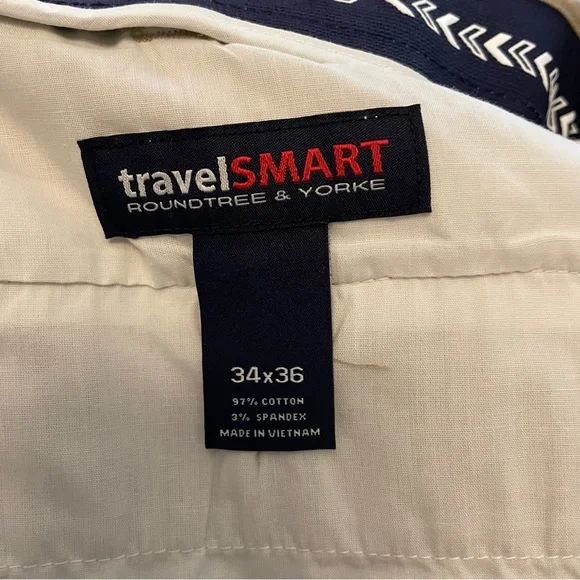 travelSMART
ROUNDTREE & YORKE
34x36
97% COTTON
3% SPANDEX
MADE IN VIETNAM